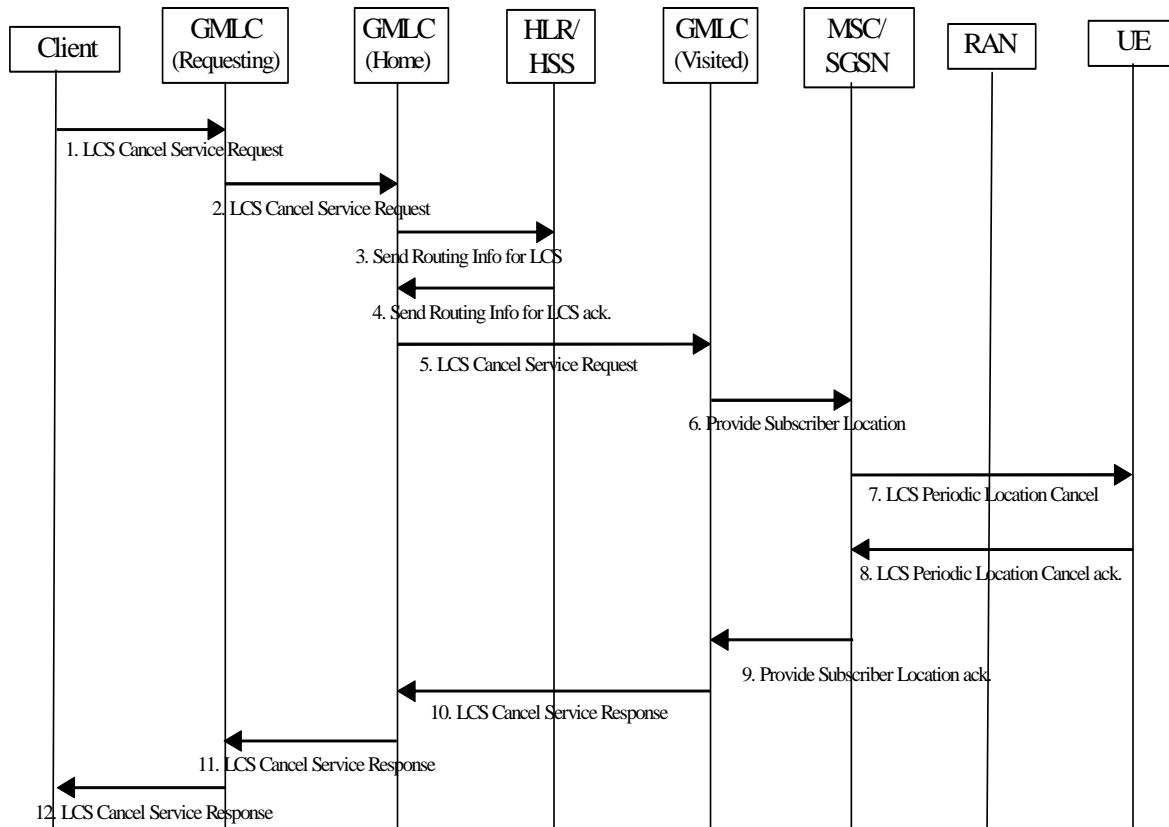 Client
GMLC
(Requesting)
GMLC
(Home)
HLR/
HSS
GMLC
(Visited)
MSC/
SGSN
RAN
UE
1. LCS Cancel Service Request
2. LCS Cancel Service Request
3. Send Routing Info for LCS
4. Send Routing Info for LCS ack.
5. LCS Cancel Service Request
6. Provide Subscriber Location
7. LCS Periodic Location Cancel
8. LCS Periodic Location Cancel ack.
9. Provide Subscriber Location ack.
10. LCS Cancel Service Response
11. LCS Cancel Service Response
12. LCS Cancel Service Response